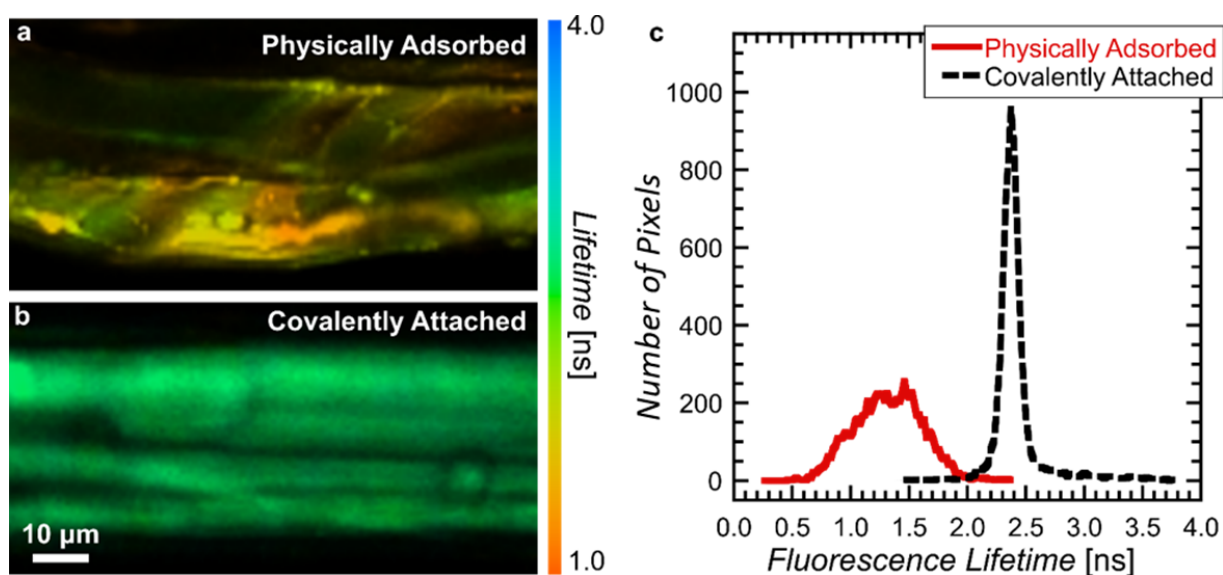 a
Physically Adsorbed
b
Covalently Attached
10 µm
4.0
Lifetime [ns]
1.0
c
Physically Adsorbed
Covalently Attached
Number of Pixels
1000
800
600
400
200
0
0.0 0.5 1.0 1.5 2.0 2.5 3.0 3.5 4.0
Fluorescence Lifetime [ns]